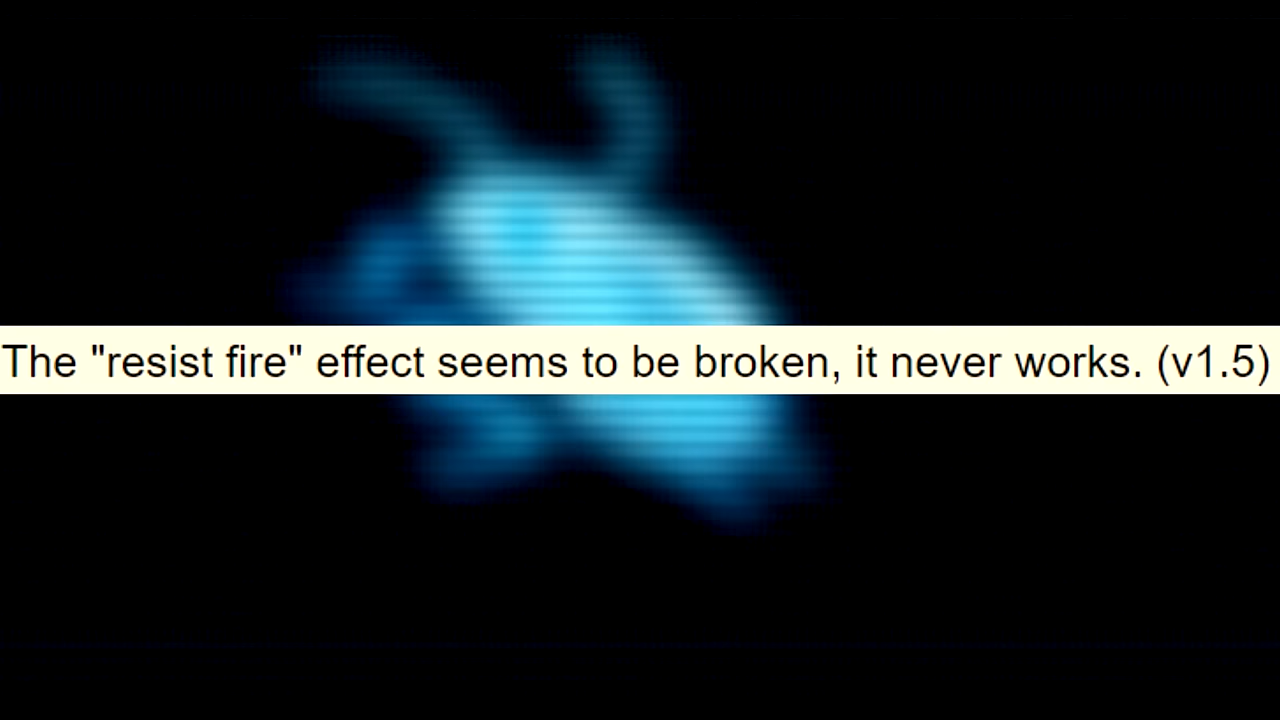 The "resist fire" effect seems to be broken, it never works. (v1.5)